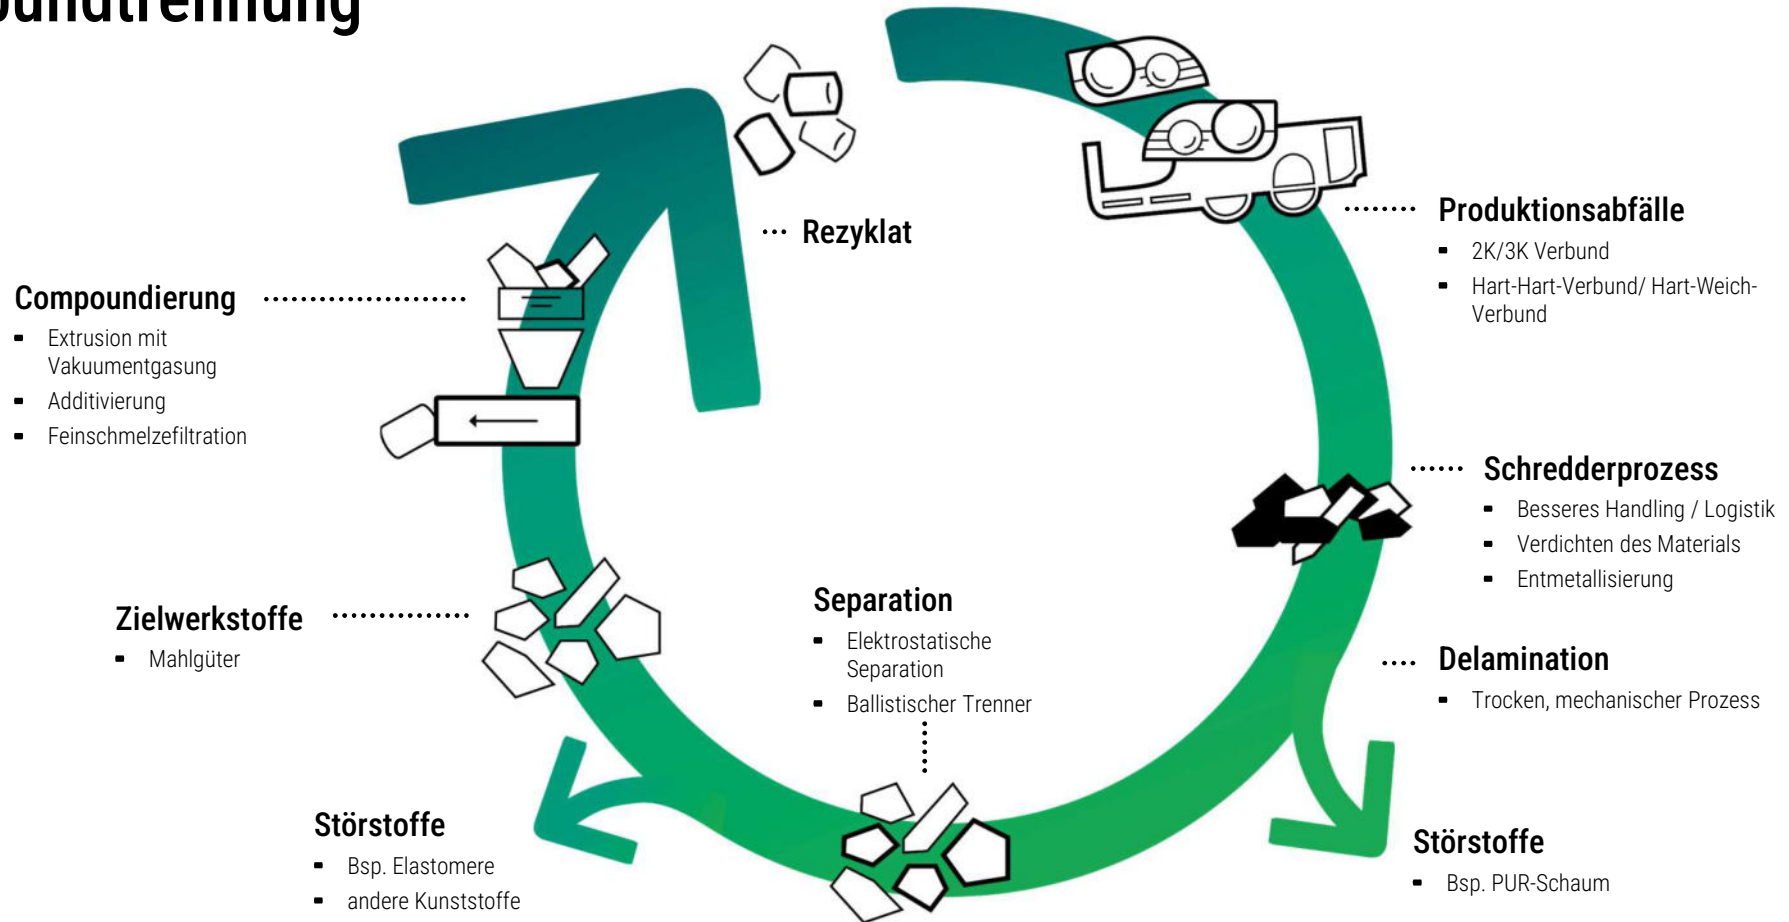 Rezyklat
Produktionsabfälle
2K/3K Verbund
Hart-Hart-Verbund/ Hart-Weich-
Verbund
Schredderprozess
Besseres Handling / Logistik
Verdichten des Materials
Entmetallisierung
Delamination
Trocken, mechanischer Prozess
Störstoffe
Bsp. PUR-Schaum
Separation
Elektrostatische
Separation
Ballistischer Trenner
Störstoffe
Bsp. Elastomere
andere Kunststoffe
Zielwerkstoffe
Mahlgüter
Compoundierung
Extrusion mit
Vakuumentgasung
Additivierung
Feinschmelzefiltration